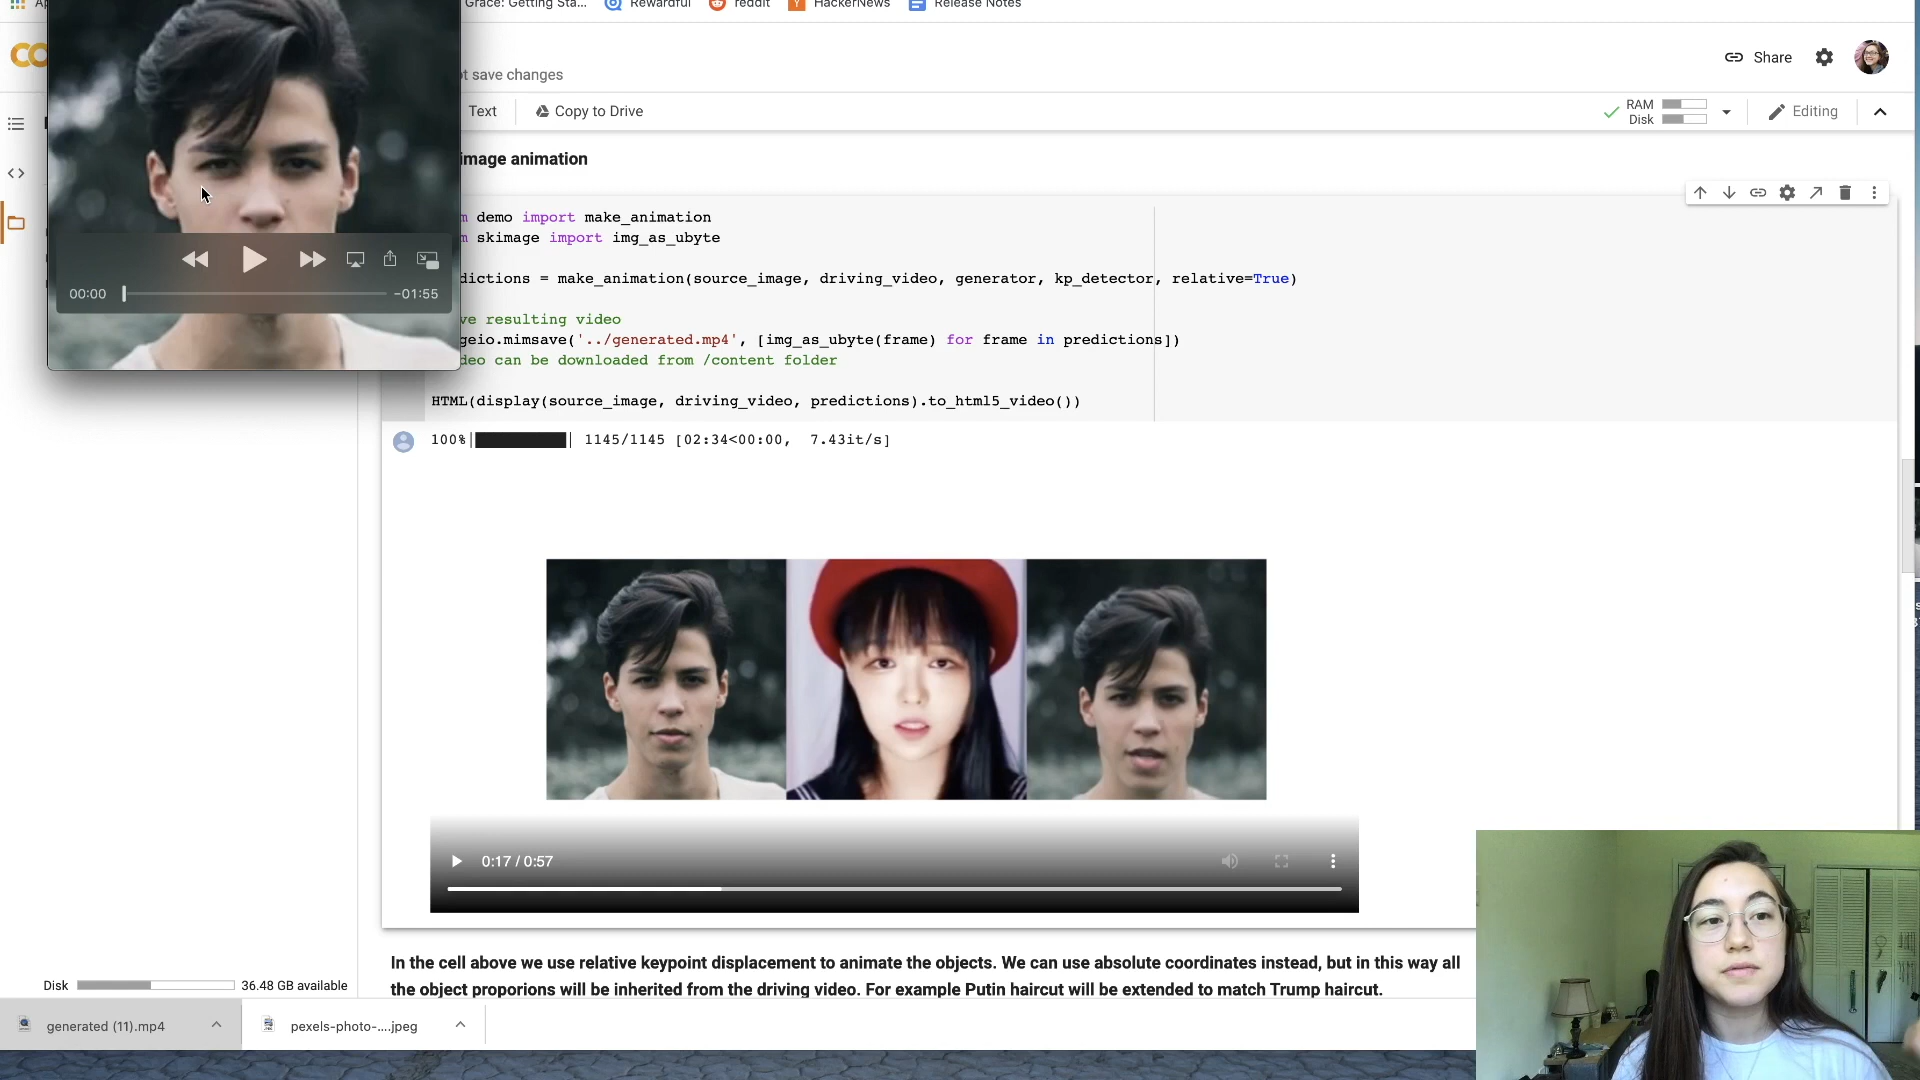 Grace: Getting Sta...
Rewardful
reddit
HackerNews
Release Notes
t save changes
Share
Text
Copy to Drive
RAM
Disk
Editing
image animation
demo import make_animation
skimage import img_as_ubyte
dictions = make_animation(source_image, driving_video, generator, kp_detector, relative=True)
ve resulting video
geio.mimsave('../generated.mp4', [img_as_ubyte(frame) for frame in predictions])
deo can be downloaded from /content folder
HTML(display(source_image, driving_video, predictions).to_html5_video())
00:00
-01:55
100%| | 1145/1145 [02:34<00:00, 7.43it/s]
0:17 / 0:57
In the cell above we use relative keypoint displacement to animate the objects. We can use absolute coordinates instead, but in this way all
the object proporions will be inherited from the driving video. For example Putin haircut will be extended to match Trump haircut.
Disk
36.48 GB available
generated (11).mp4
pexels-photo-....jpeg